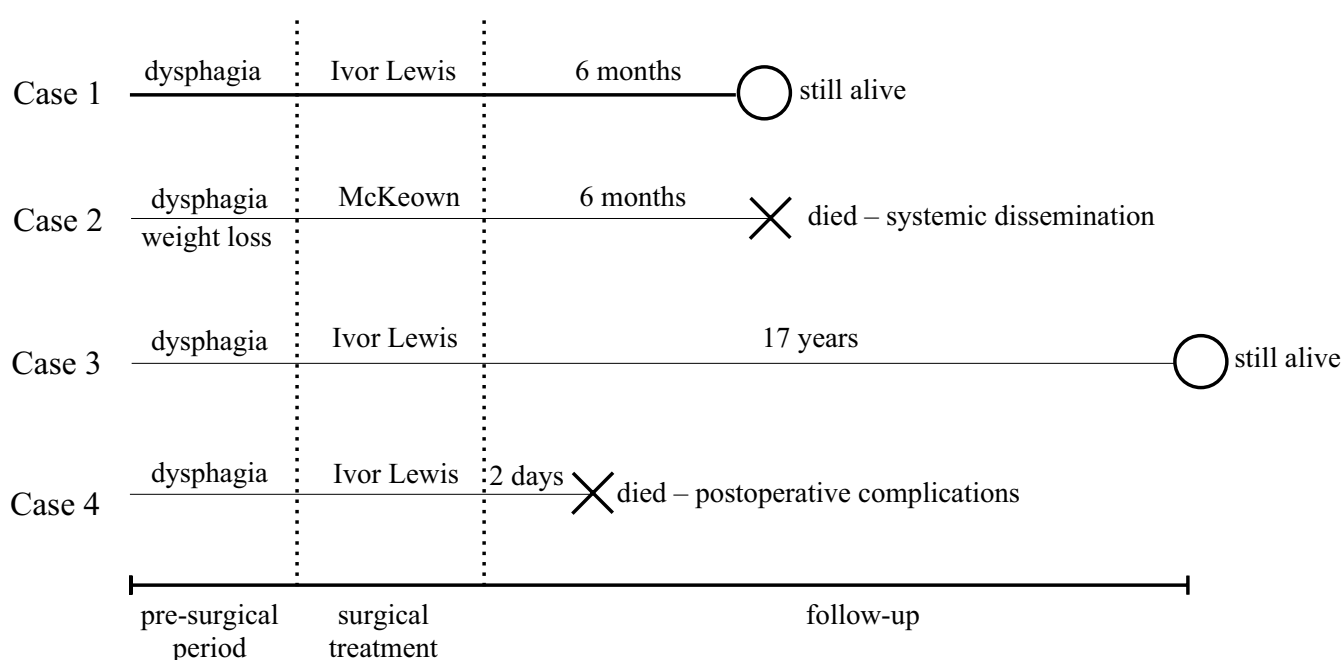 dysphagia Ivor Lewis 6 months
Case 1 still alive
dysphagia McKeown 6 months
Case 2 died – systemic dissemination
weight loss
dysphagia Ivor Lewis 17 years
Case 3 still alive
dysphagia Ivor Lewis 2 days
Case 4 died – postoperative complications
pre-surgical surgical follow-up
period treatment